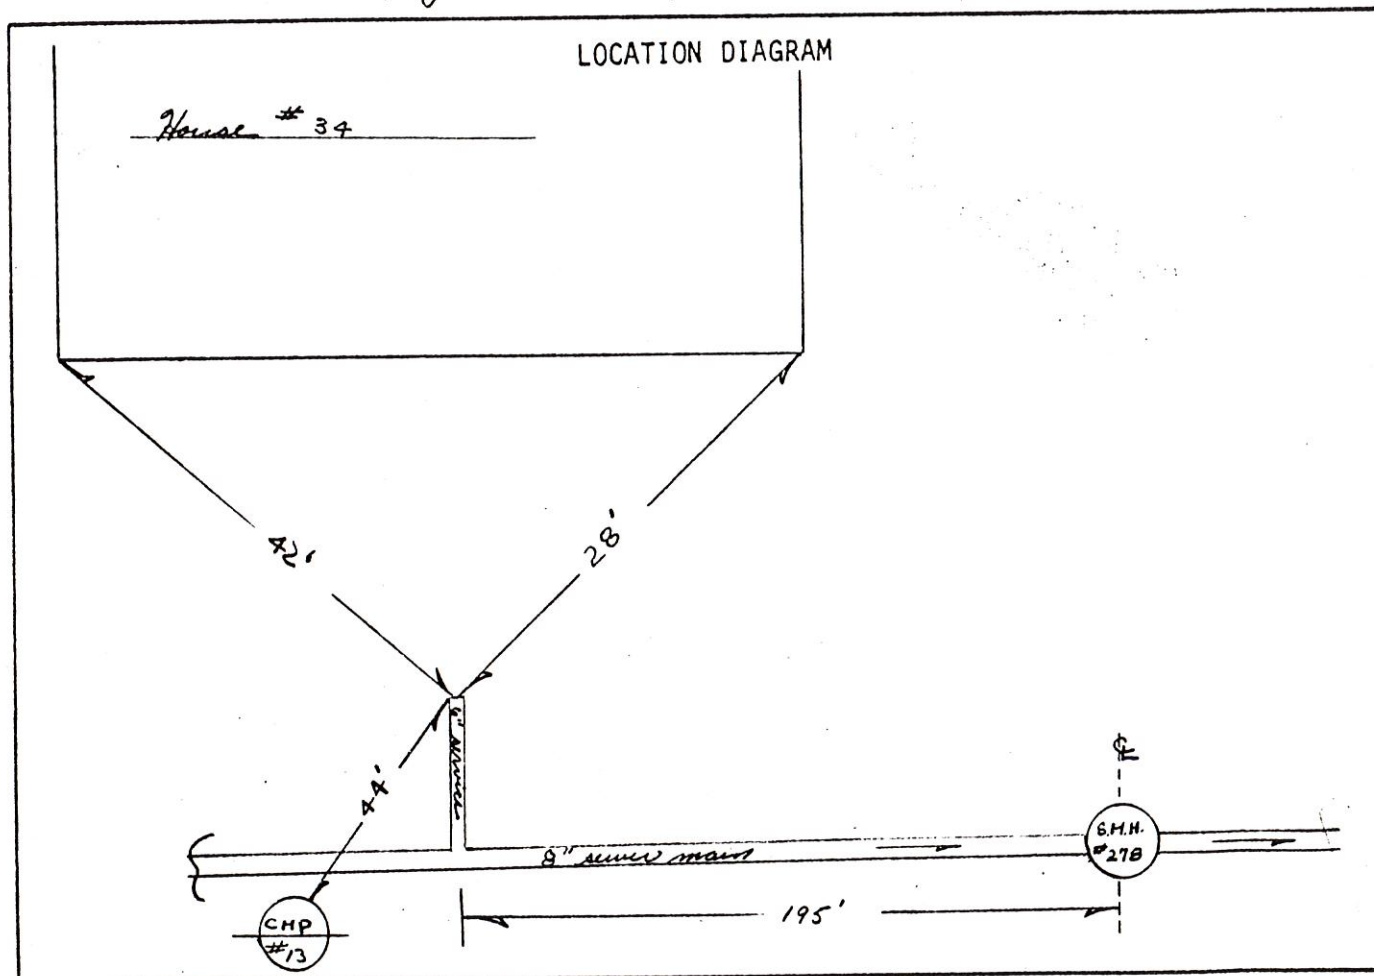 LOCATION DIAGRAM
House # 34
42'
28'
6" service
44'
℄
S.M.H.
#278
8" sewer main
195'
CHP
#13